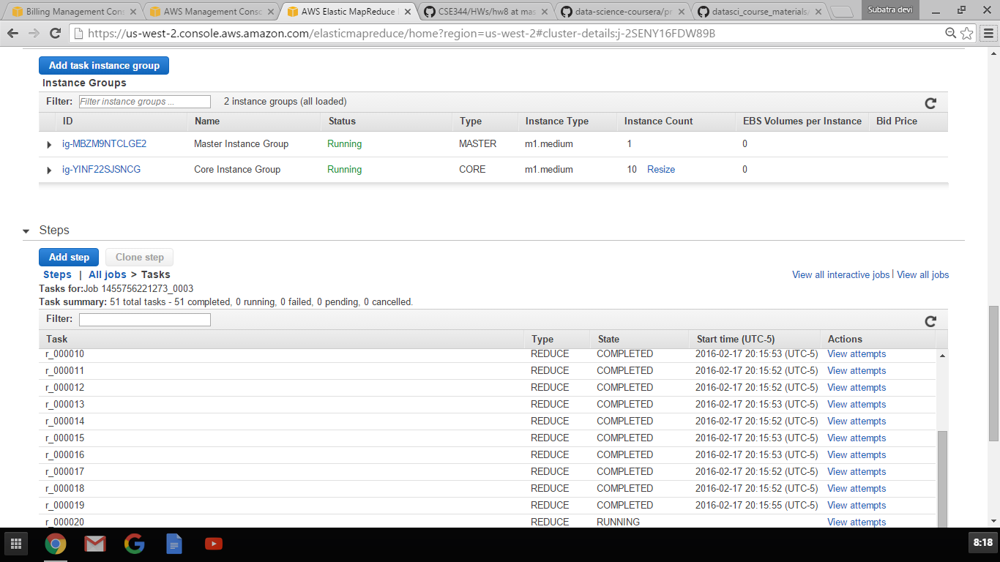 Billing Management Cons
AWS Management Conso
AWS Elastic MapReduce
CSE344/HWs/hw8 at mas
data-science-coursera/pr
datasci_course_materials/
Subatra devi
https://us-west-2.console.aws.amazon.com/elasticmapreduce/home?region=us-west-2#cluster-details:j-2SENY16FDW89B
Add task instance group
Instance Groups
Filter: Filter instance groups ... 2 instance groups (all loaded)
ID Name Status Type Instance Type Instance Count EBS Volumes per Instance Bid Price
ig-MBZM9NTCLGE2 Master Instance Group Running MASTER m1.medium 1 0
ig-YINF22SJSNCG Core Instance Group Running CORE m1.medium 10 Resize 0
Steps
Add step Clone step
Steps | All jobs > Tasks View all interactive jobs | View all jobs
Tasks for:Job 1455756221273_0003
Task summary: 51 total tasks - 51 completed, 0 running, 0 failed, 0 pending, 0 cancelled.
Filter:
Task Type State Start time (UTC-5) Actions
r_000010 REDUCE COMPLETED 2016-02-17 20:15:53 (UTC-5) View attempts
r_000011 REDUCE COMPLETED 2016-02-17 20:15:52 (UTC-5) View attempts
r_000012 REDUCE COMPLETED 2016-02-17 20:15:52 (UTC-5) View attempts
r_000013 REDUCE COMPLETED 2016-02-17 20:15:53 (UTC-5) View attempts
r_000014 REDUCE COMPLETED 2016-02-17 20:15:52 (UTC-5) View attempts
r_000015 REDUCE COMPLETED 2016-02-17 20:15:53 (UTC-5) View attempts
r_000016 REDUCE COMPLETED 2016-02-17 20:15:53 (UTC-5) View attempts
r_000017 REDUCE COMPLETED 2016-02-17 20:15:52 (UTC-5) View attempts
r_000018 REDUCE COMPLETED 2016-02-17 20:15:52 (UTC-5) View attempts
r_000019 REDUCE COMPLETED 2016-02-17 20:15:55 (UTC-5) View attempts
r_000020 REDUCE RUNNING View attempts
8:18